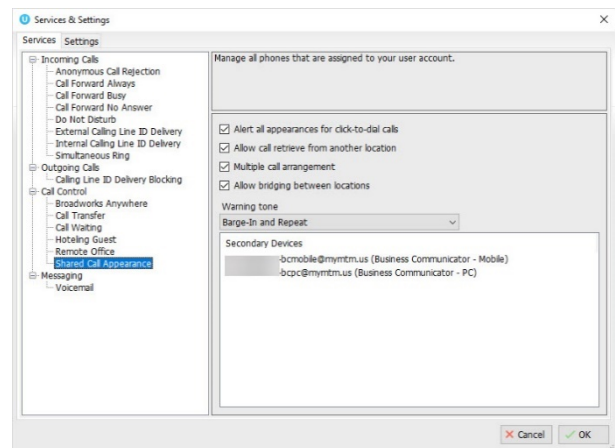 Services & Settings
Services Settings
Incoming Calls
Anonymous Call Rejection
Call Forward Always
Call Forward Busy
Call Forward No Answer
Do Not Disturb
External Calling Line ID Delivery
Internal Calling Line ID Delivery
Simultaneous Ring
Outgoing Calls
Calling Line ID Delivery Blocking
Call Control
Broadworks Anywhere
Call Transfer
Call Waiting
Hoteling Guest
Remote Office
Shared Call Appearance
Messaging
Voicemail
Manage all phones that are assigned to your user account.
Alert all appearances for click-to-dial calls
Allow call retrieve from another location
Multiple call arrangement
Allow bridging between locations
Warning tone
Barge-In and Repeat
Secondary Devices
-bcmobile@mymtm.us (Business Communicator - Mobile)
-bcpc@mymtm.us (Business Communicator - PC)
Cancel
OK